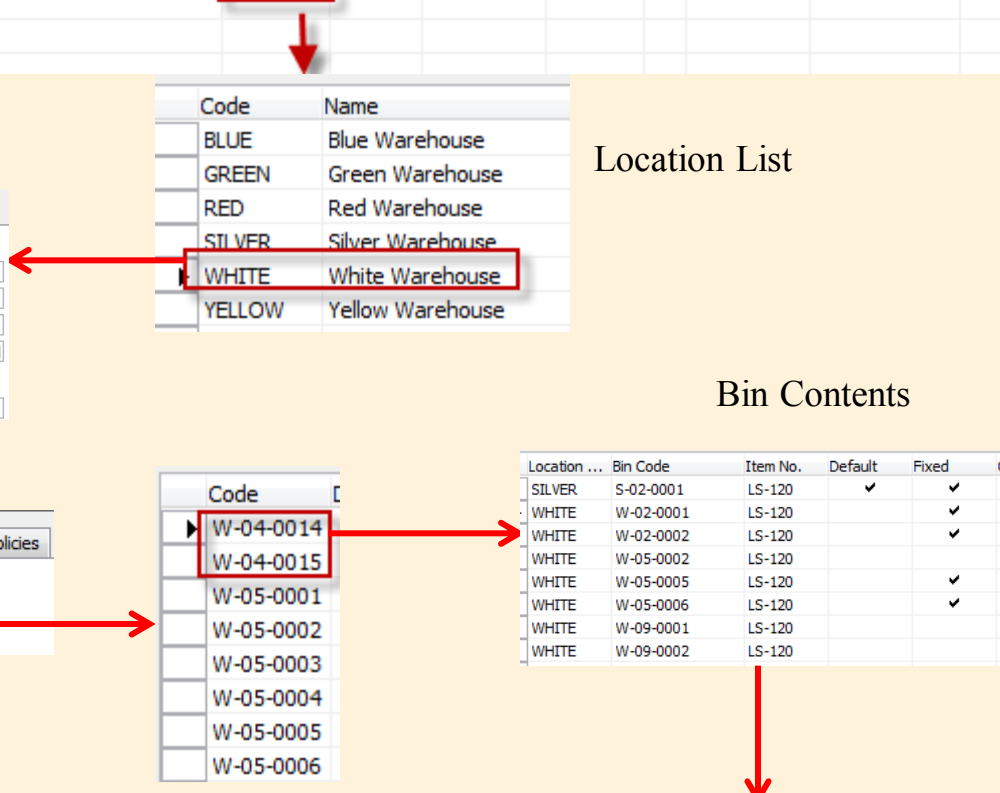 Code Name
BLUE Blue Warehouse
GREEN Green Warehouse
RED Red Warehouse
SILVER Silver Warehouse
WHITE White Warehouse
YELLOW Yellow Warehouse
Location List
Bin Contents
olicies
Code
W-04-0014
W-04-0015
W-05-0001
W-05-0002
W-05-0003
W-05-0004
W-05-0005
W-05-0006
Location ... Bin Code Item No. Default Fixed
SILVER S-02-0001 LS-120 ✔ ✔
WHITE W-02-0001 LS-120 ✔
WHITE W-02-0002 LS-120 ✔
WHITE W-05-0002 LS-120
WHITE W-05-0005 LS-120 ✔
WHITE W-05-0006 LS-120 ✔
WHITE W-09-0001 LS-120
WHITE W-09-0002 LS-120